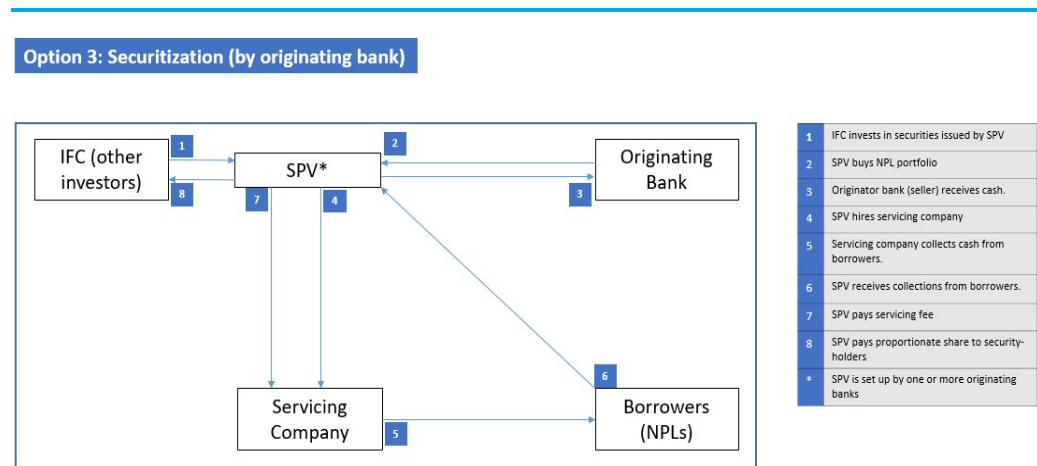 Option 3: Securitization (by originating bank)
IFC (other
investors)
1
8
SPV*
7
4
2
3
Originating
Bank
6
Servicing
Company
5
Borrowers
(NPLs)
1 IFC invests in securities issued by SPV
2 SPV buys NPL portfolio
3 Originator bank (seller) receives cash.
4 SPV hires servicing company
5 Servicing company collects cash from
borrowers.
6 SPV receives collections from borrowers.
7 SPV pays servicing fee
8 SPV pays proportionate share to security-
holders
* SPV is set up by one or more originating
banks